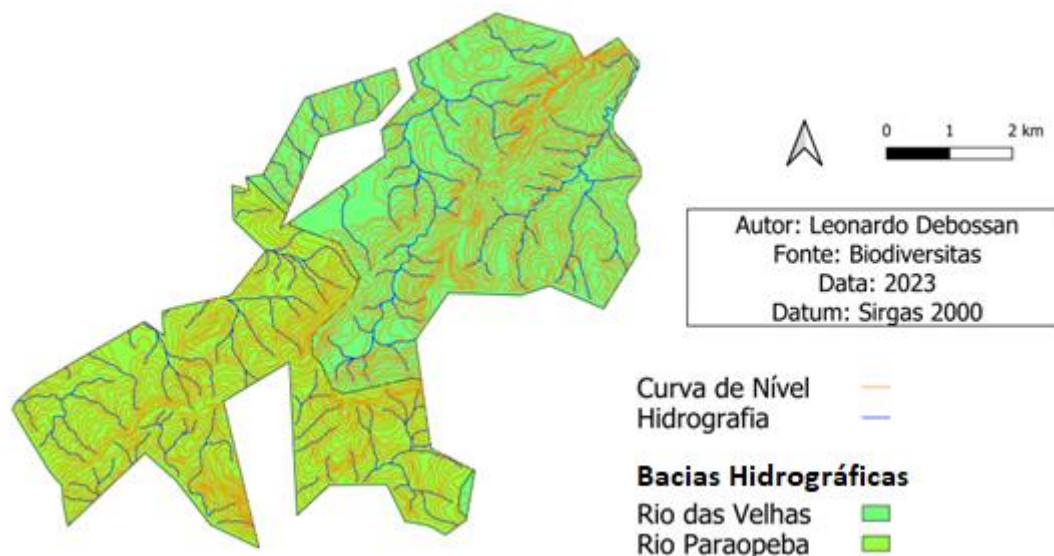 0 1 2 km
Autor: Leonardo Debossan
Fonte: Biodiversitas
Data: 2023
Datum: Sirgas 2000
Curva de Nível
Hidrografia
Bacias Hidrográficas
Rio das Velhas
Rio Paraopeba